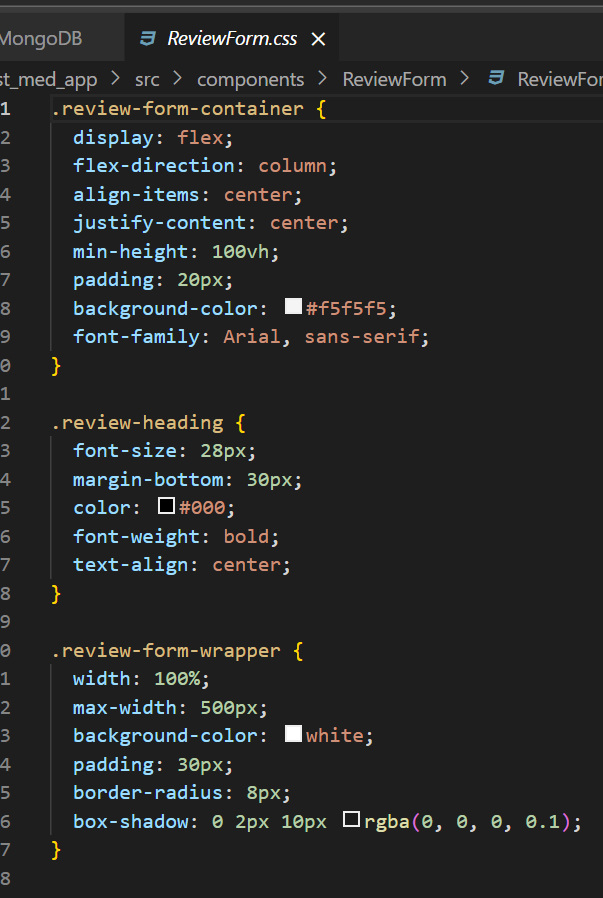 MongoDB
ReviewForm.css
st_med_app > src > components > ReviewForm > ReviewFor
1 .review-form-container {
2 display: flex;
3 flex-direction: column;
4 align-items: center;
5 justify-content: center;
6 min-height: 100vh;
7 padding: 20px;
8 background-color: #f5f5f5;
9 font-family: Arial, sans-serif;
0 }
1
2 .review-heading {
3 font-size: 28px;
4 margin-bottom: 30px;
5 color: #000;
6 font-weight: bold;
7 text-align: center;
8 }
9
0 .review-form-wrapper {
1 width: 100%;
2 max-width: 500px;
3 background-color: white;
4 padding: 30px;
5 border-radius: 8px;
6 box-shadow: 0 2px 10px rgba(0, 0, 0, 0.1);
7 }
8